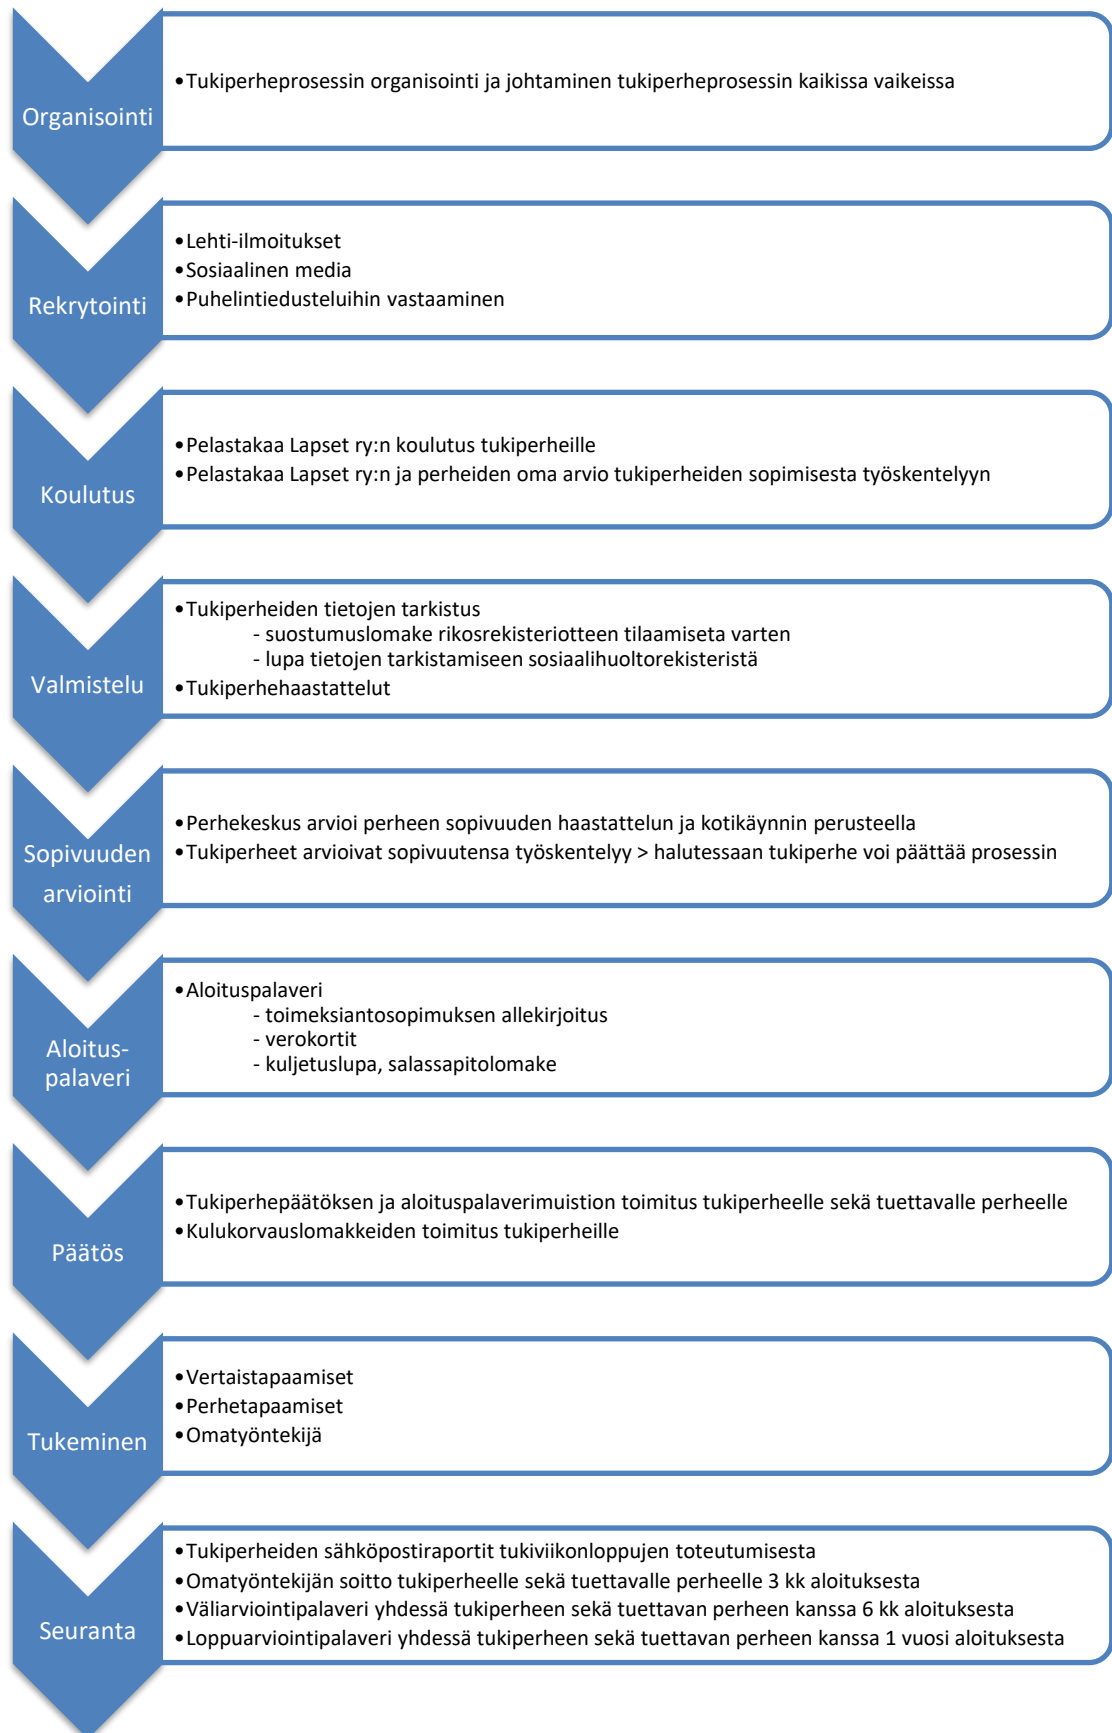 Organisointi
•Tukiperheprosessin organisointi ja johtaminen tukiperheprosessin kaikissa vaikeissa
Rekrytointi
•Lehti-ilmoitukset
•Sosiaalinen media
•Puhelintiedusteluihin vastaaminen
Koulutus
•Pelastakaa Lapset ry:n koulutus tukiperheille
•Pelastakaa Lapset ry:n ja perheiden oma arvio tukiperheiden sopimisesta työskentelyyn
Valmistelu
•Tukiperheiden tietojen tarkistus
- suostumuslomake rikosrekisteriotteen tilaamiseta varten
- lupa tietojen tarkistamiseen sosiaalihuoltorekisteristä
•Tukiperhehaastattelut
Sopivuuden
arviointi
•Perhekeskus arvioi perheen sopivuuden haastattelun ja kotikäynnin perusteella
•Tukiperheet arvioivat sopivuutensa työskentelyy > halutessaan tukiperhe voi päättää prosessin
Aloitus-
palaveri
•Aloituspalaveri
- toimeksiantosopimuksen allekirjoitus
- verokortit
- kuljetuslupa, salassapitolomake
Päätös
•Tukiperhepäätöksen ja aloituspalaverimuistion toimitus tukiperheelle sekä tuettavalle perheelle
•Kulukorvauslomakkeiden toimitus tukiperheille
Tukeminen
•Vertaistapaamiset
•Perhetapaamiset
•Omatyöntekijä
Seuranta
•Tukiperheiden sähköpostiraportit tukiviikonloppujen toteutumisesta
•Omatyöntekijän soitto tukiperheelle sekä tuettavalle perheelle 3 kk aloituksesta
•Väliarviointipalaveri yhdessä tukiperheen sekä tuettavan perheen kanssa 6 kk aloituksesta
•Loppuarviointipalaveri yhdessä tukiperheen sekä tuettavan perheen kanssa 1 vuosi aloituksesta